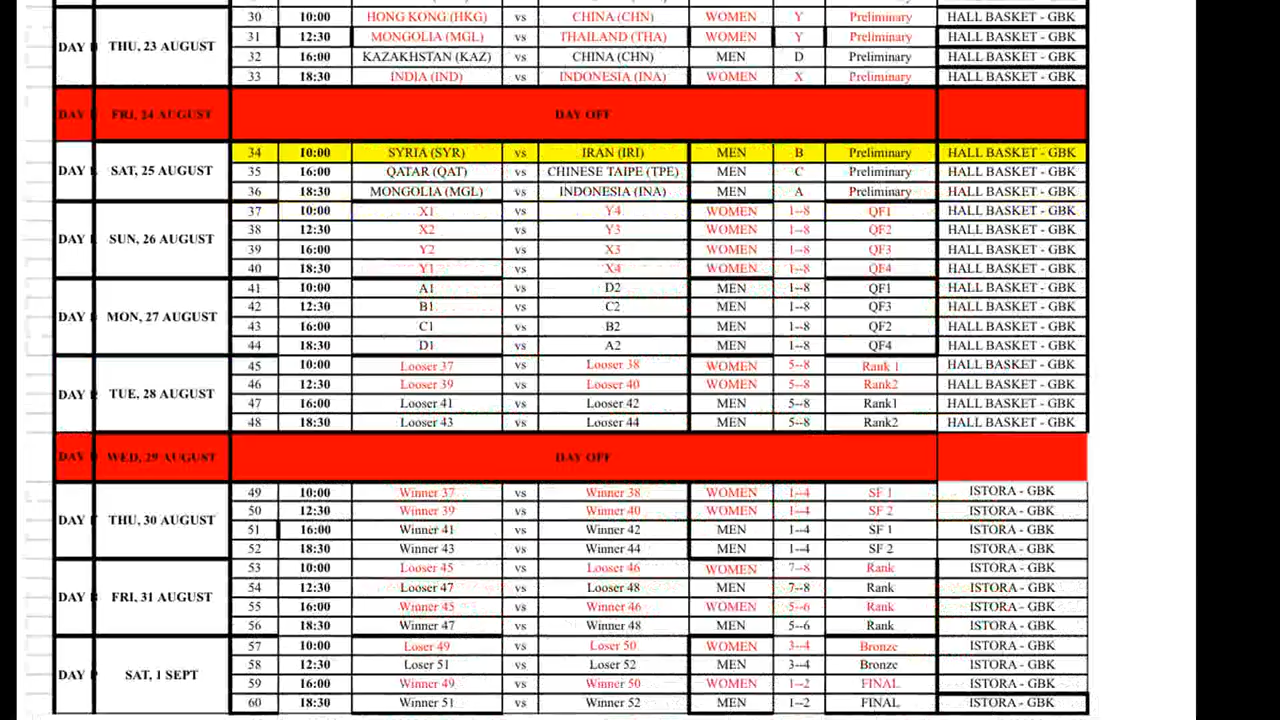 30 10:00 HONG KONG (HKG) vs CHINA (CHN) WOMEN Y Preliminary HALL BASKET - GBK
DAY THU, 23 AUGUST 31 12:30 MONGOLIA (MGL) vs THAILAND (THA) WOMEN Y Preliminary HALL BASKET - GBK
32 16:00 KAZAKHSTAN (KAZ) vs CHINA (CHN) MEN D Preliminary HALL BASKET - GBK
33 18:30 INDIA (IND) vs INDONESIA (INA) WOMEN X Preliminary HALL BASKET - GBK
DAY FRI, 24 AUGUST DAY OFF
34 10:00 SYRIA (SYR) vs IRAN (IRI) MEN B Preliminary HALL BASKET - GBK
DAY SAT, 25 AUGUST 35 16:00 QATAR (QAT) vs CHINESE TAIPE (TPE) MEN C Preliminary HALL BASKET - GBK
36 18:30 MONGOLIA (MGL) vs INDONESIA (INA) MEN A Preliminary HALL BASKET - GBK
37 10:00 X1 vs Y4 WOMEN 1--8 QF1 HALL BASKET - GBK
38 12:30 X2 vs Y3 WOMEN 1--8 QF2 HALL BASKET - GBK
DAY SUN, 26 AUGUST 39 16:00 Y2 vs X3 WOMEN 1--8 QF3 HALL BASKET - GBK
40 18:30 Y1 vs X4 WOMEN 1--8 QF4 HALL BASKET - GBK
41 10:00 A1 vs D2 MEN 1--8 QF1 HALL BASKET - GBK
42 12:30 B1 vs C2 MEN 1--8 QF3 HALL BASKET - GBK
DAY MON, 27 AUGUST 43 16:00 C1 vs B2 MEN 1--8 QF2 HALL BASKET - GBK
44 18:30 D1 vs A2 MEN 1--8 QF4 HALL BASKET - GBK
45 10:00 Looser 37 vs Looser 38 WOMEN 5--8 Rank 1 HALL BASKET - GBK
46 12:30 Looser 39 vs Looser 40 WOMEN 5--8 Rank2 HALL BASKET - GBK
DAY TUE, 28 AUGUST 47 16:00 Looser 41 vs Looser 42 MEN 5--8 Rank1 HALL BASKET - GBK
48 18:30 Looser 43 vs Looser 44 MEN 5--8 Rank2 HALL BASKET - GBK
DAY WED, 29 AUGUST DAY OFF
49 10:00 Winner 37 vs Winner 38 WOMEN 1--4 SF 1 ISTORA - GBK
50 12:30 Winner 39 vs Winner 40 WOMEN 1--4 SF 2 ISTORA - GBK
DAY THU, 30 AUGUST 51 16:00 Winner 41 vs Winner 42 MEN 1--4 SF 1 ISTORA - GBK
52 18:30 Winner 43 vs Winner 44 MEN 1--4 SF 2 ISTORA - GBK
53 10:00 Looser 45 vs Looser 46 WOMEN 7--8 Rank ISTORA - GBK
54 12:30 Looser 47 vs Looser 48 MEN 7--8 Rank ISTORA - GBK
DAY FRI, 31 AUGUST 55 16:00 Winner 45 vs Winner 46 WOMEN 5--6 Rank ISTORA - GBK
56 18:30 Winner 47 vs Winner 48 MEN 5--6 Rank ISTORA - GBK
57 10:00 Loser 49 vs Loser 50 WOMEN 3--4 Bronze ISTORA - GBK
58 12:30 Loser 51 vs Loser 52 MEN 3--4 Bronze ISTORA - GBK
DAY SAT, 1 SEPT 59 16:00 Winner 49 vs Winner 50 WOMEN 1--2 FINAL ISTORA - GBK
60 18:30 Winner 51 vs Winner 52 MEN 1--2 FINAL ISTORA - GBK